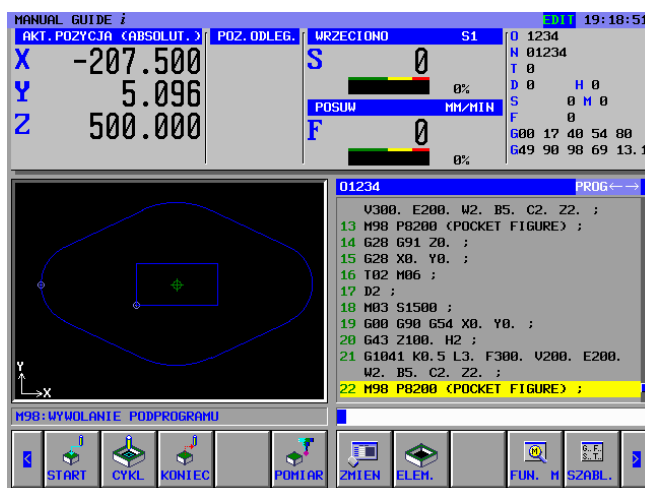 MANUAL GUIDE i EDIT 19:18:51
AKT.POZYCJA (ABSOLUT.) POZ.ODLEG. WRZECIONO S1
X -207.500
Y 5.096
Z 500.000
S 0
0%
POSUW MM/MIN
F 0
0%
O 1234
N 01234
T 0
D 0 H 0
S 0 M 0
F 0
G00 17 40 54 80
G49 90 98 69 13.1
Y
X
O1234 PROG←→
V300. E200. W2. B5. C2. Z2. ;
13 M98 P8200 (POCKET FIGURE) ;
14 G28 G91 Z0. ;
15 G28 X0. Y0. ;
16 T02 M06 ;
17 D2 ;
18 M03 S1500 ;
19 G00 G90 G54 X0. Y0. ;
20 G43 Z100. H2 ;
21 G1041 K0.5 L3. F300. V200. E200.
W2. B5. C2. Z2. ;
22 M98 P8200 (POCKET FIGURE) ;
M98:WYWOLANIE PODPROGRAMU
START CYKL KONIEC POMIAR ZMIEN ELEM. FUN. M SZABL.